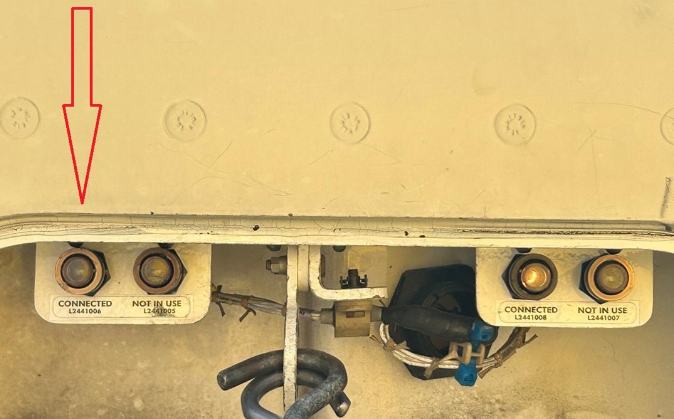 CONNECTED
L2441006
NOT IN USE
L2441005
CONNECTED
L2441008
NOT IN USE
L2441007